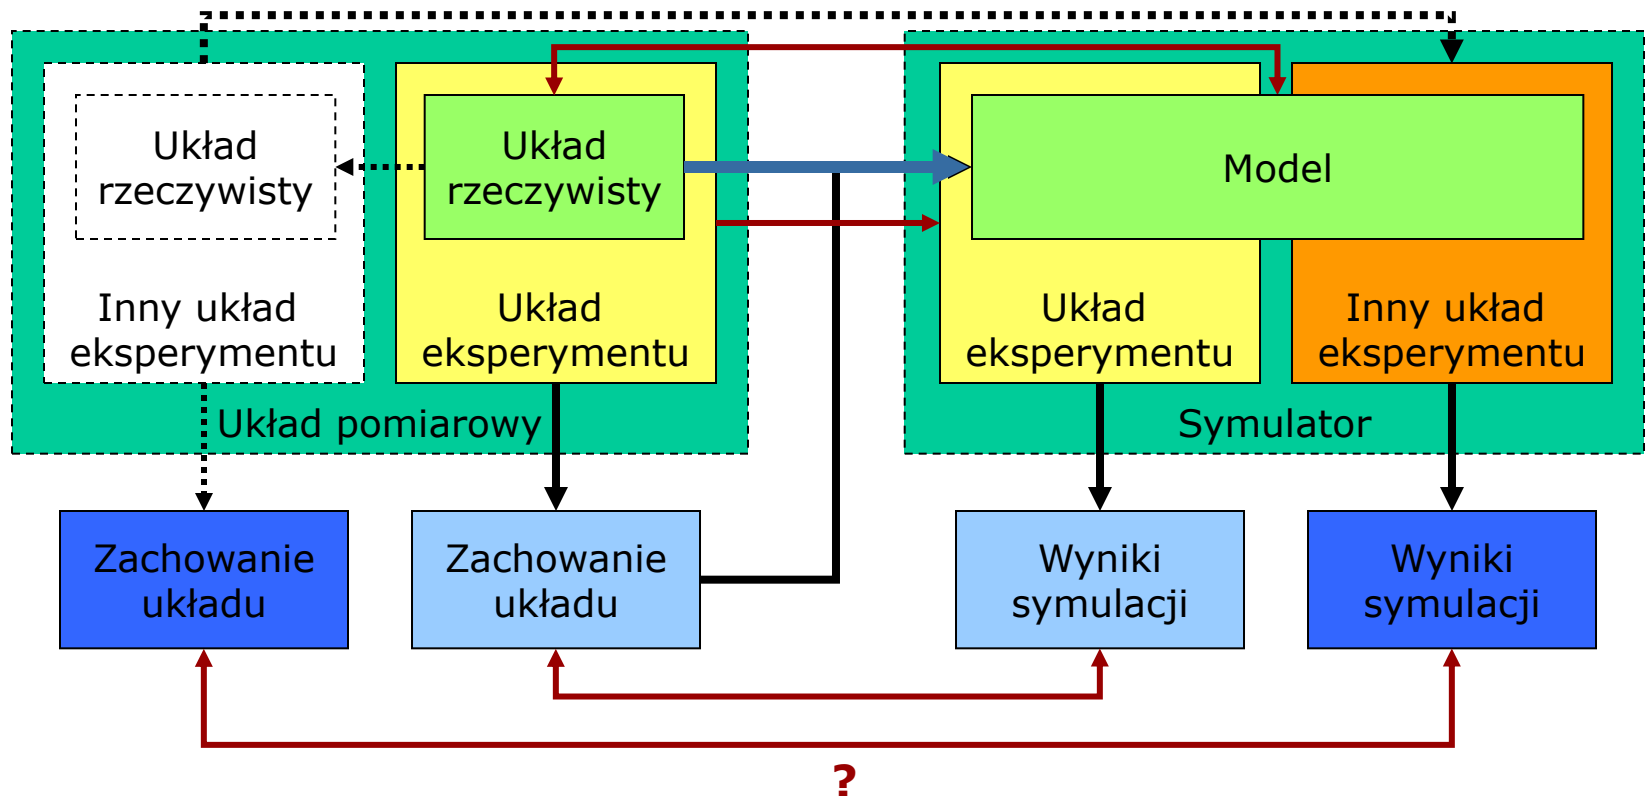 Układ
rzeczywisty
Inny układ
eksperymentu
Układ
rzeczywisty
Układ
eksperymentu
Układ pomiarowy
Model
Układ
eksperymentu
Inny układ
eksperymentu
Symulator
Zachowanie
układu
Zachowanie
układu
Wyniki
symulacji
Wyniki
symulacji
?